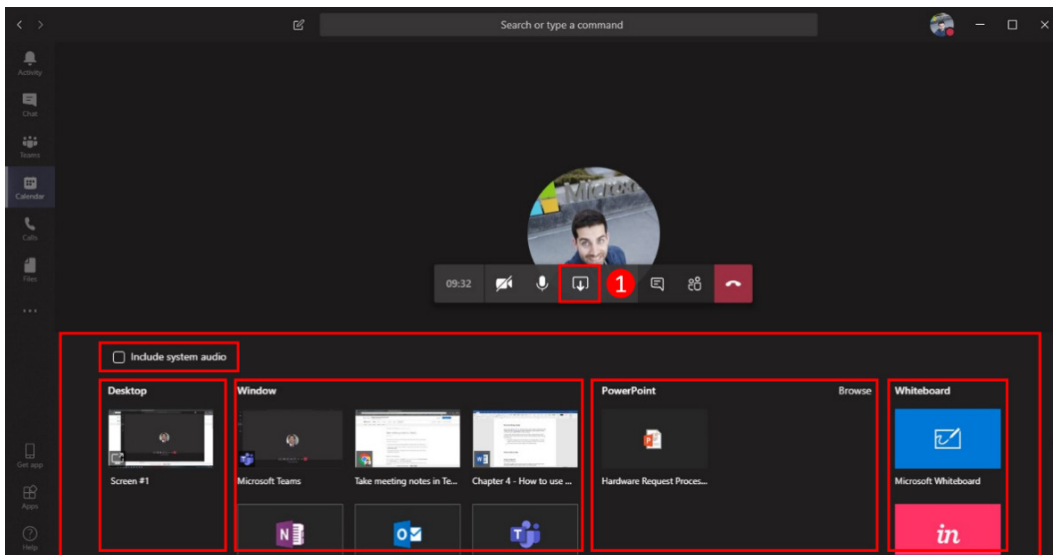 Search or type a command
Activity
Chat
Teams
Calendar
Calls
Files
Get app
Apps
Help
Microso
09:32
1
Include system audio
Desktop
Window
PowerPoint
Browse
Whiteboard
Screen #1
Microsoft Teams
Take meeting notes in Te...
Chapter 4 - How to use ...
Hardware Request Proces...
Microsoft Whiteboard
in